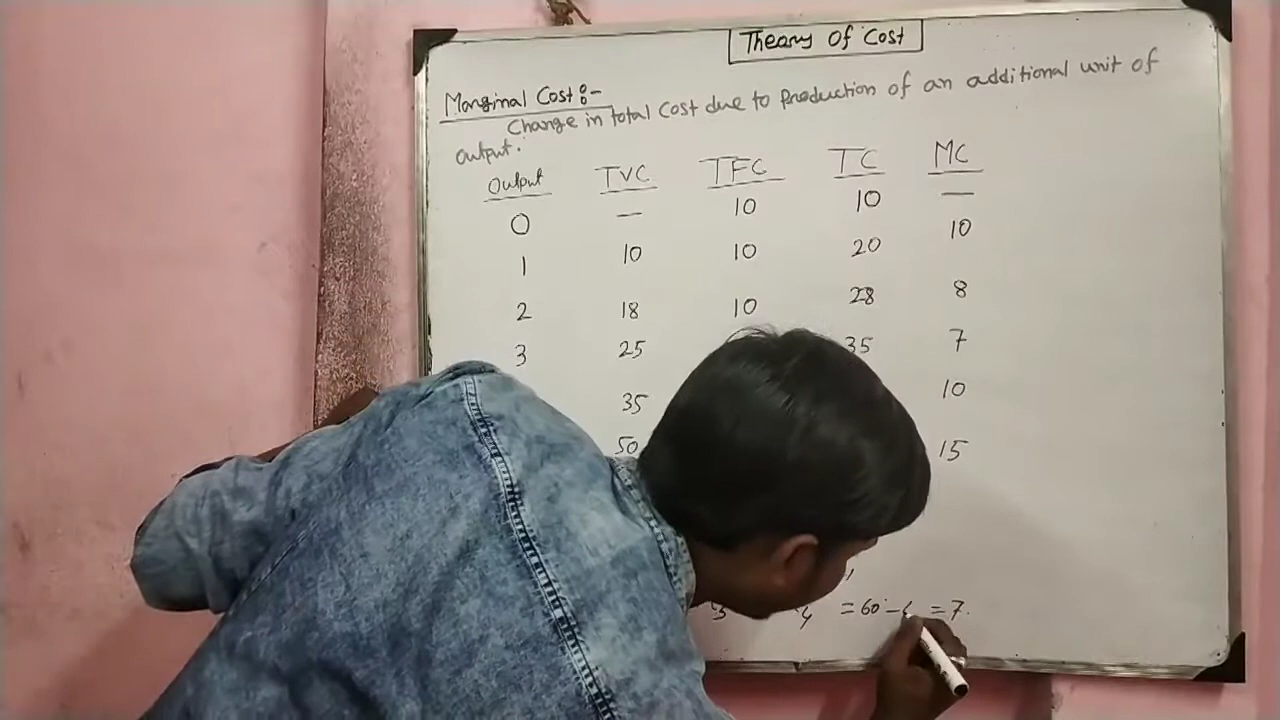 Theory Of Cost
Marginal Cost:-
Change in total Cost due to Production of an additional unit of
output.
Output TVC TFC TC MC
0 — 10 10 —
1 10 10 20 10
2 18 10 28 8
3 25 35 7
35 10
50 15
= 60 - = 7.